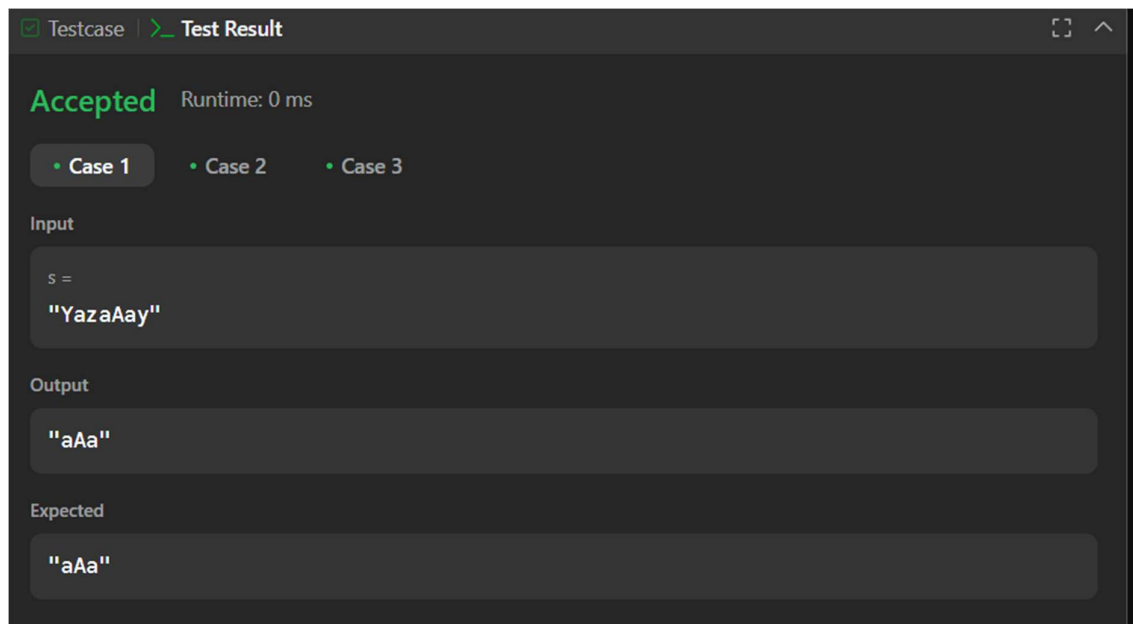 Testcase | >_ Test Result
Accepted Runtime: 0 ms
• Case 1 • Case 2 • Case 3
Input
s =
"YazaAay"
Output
"aAa"
Expected
"aAa"